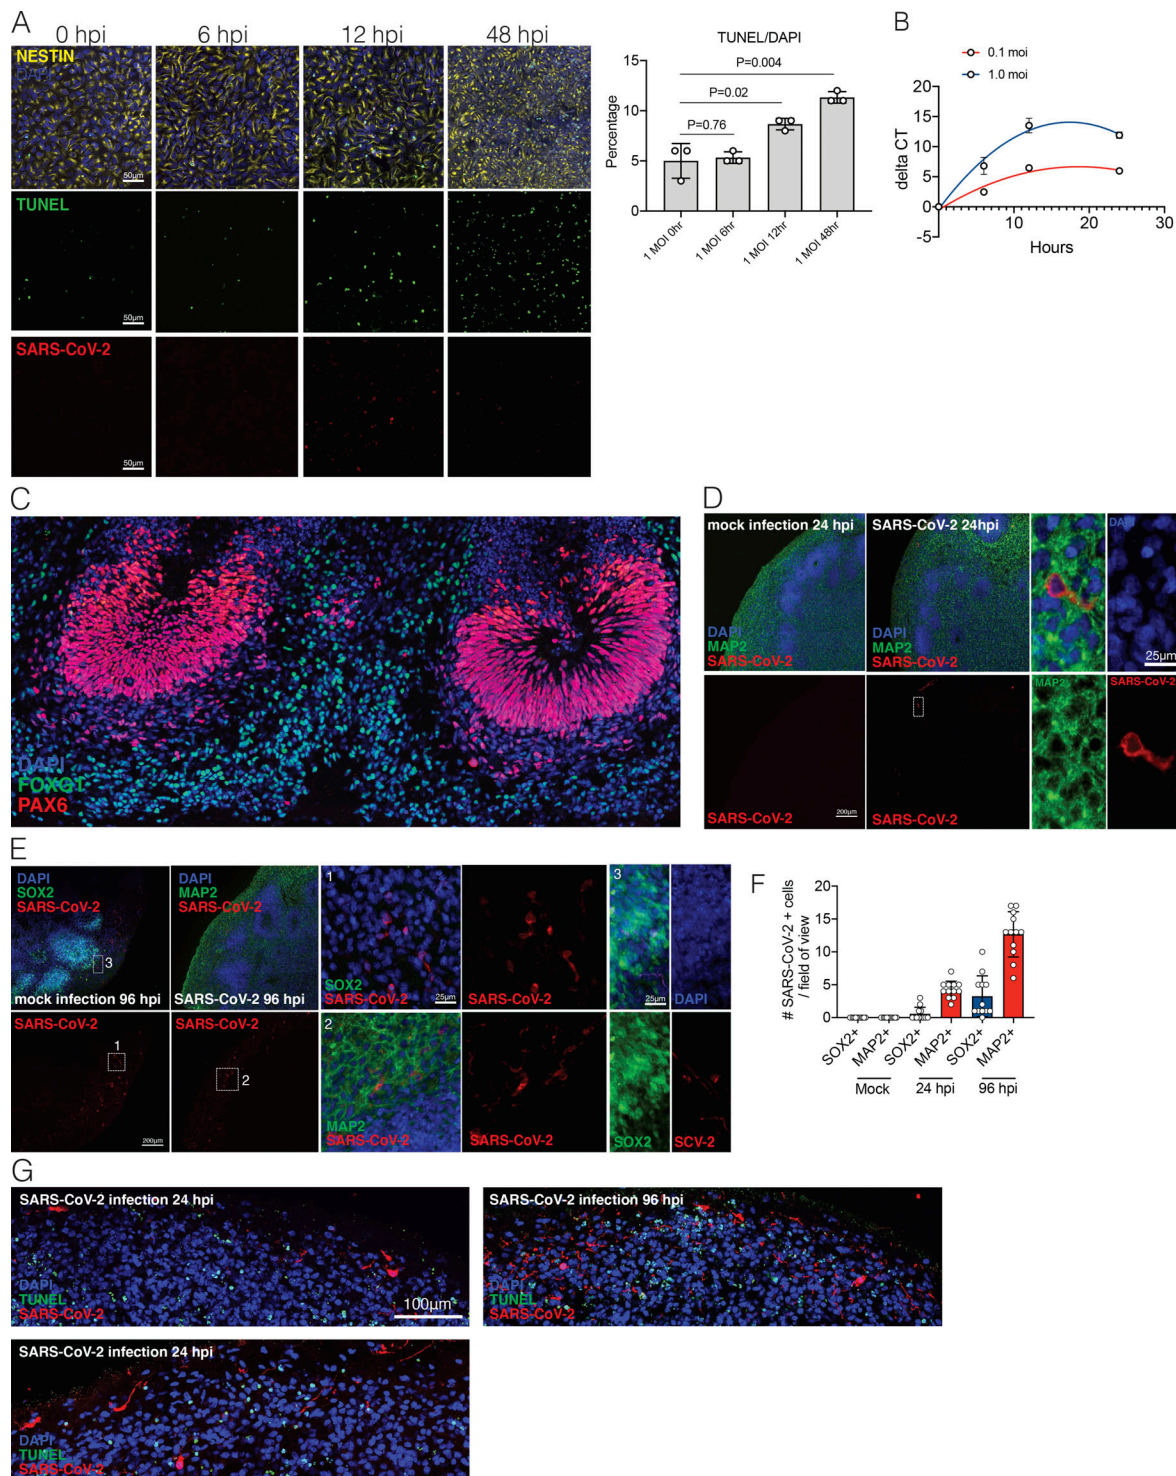 A
0 hpi
6 hpi
12 hpi
48 hpi
NESTIN
DAPI
50µm
TUNEL
50µm
SARS-CoV-2
50µm
TUNEL/DAPI
P=0.004
P=0.02
P=0.76
Percentage
15
10
5
0
1 MOI 0hr
1 MOI 6hr
1 MOI 12hr
1 MOI 48hr
B
0.1 moi
1.0 moi
delta CT
20
15
10
5
0
-5
0
10
20
30
Hours
C
DAPI
FOXG1
PAX6
D
mock infection 24 hpi
DAPI
MAP2
SARS-CoV-2
SARS-CoV-2 24hpi
DAPI
MAP2
SARS-CoV-2
DAPI
25µm
SARS-CoV-2
200µm
SARS-CoV-2
MAP2
SARS-CoV-2
E
DAPI
SOX2
SARS-CoV-2
3
mock infection 96 hpi
DAPI
MAP2
SARS-CoV-2
SARS-CoV-2 96 hpi
1
SOX2
SARS-CoV-2
25µm
SARS-CoV-2
3
25µm
DAPI
SARS-CoV-2
1
200µm
SARS-CoV-2
2
2
MAP2
SARS-CoV-2
SARS-CoV-2
SOX2
SCV-2
F
# SARS-CoV-2 + cells
/ field of view
20
15
10
5
0
SOX2+
MAP2+
SOX2+
MAP2+
SOX2+
MAP2+
Mock
24 hpi
96 hpi
G
SARS-CoV-2 infection 24 hpi
DAPI
TUNEL
SARS-CoV-2
100µm
SARS-CoV-2 infection 96 hpi
DAPI
TUNEL
SARS-CoV-2
SARS-CoV-2 infection 24 hpi
DAPI
TUNEL
SARS-CoV-2